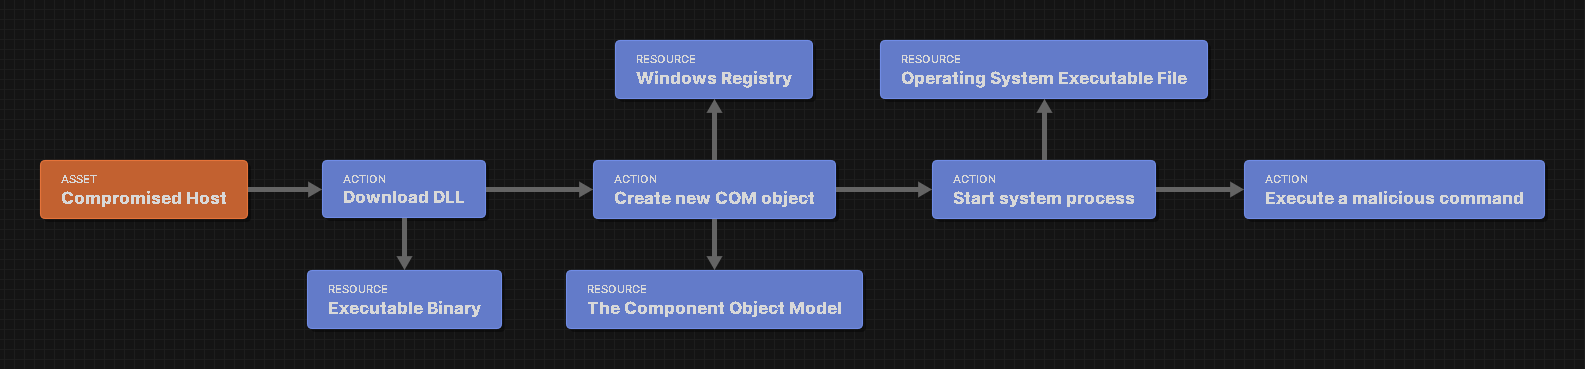 RESOURCE
Windows Registry
RESOURCE
Operating System Executable File
ASSET
Compromised Host
ACTION
Download DLL
ACTION
Create new COM object
ACTION
Start system process
ACTION
Execute a malicious command
RESOURCE
Executable Binary
RESOURCE
The Component Object Model